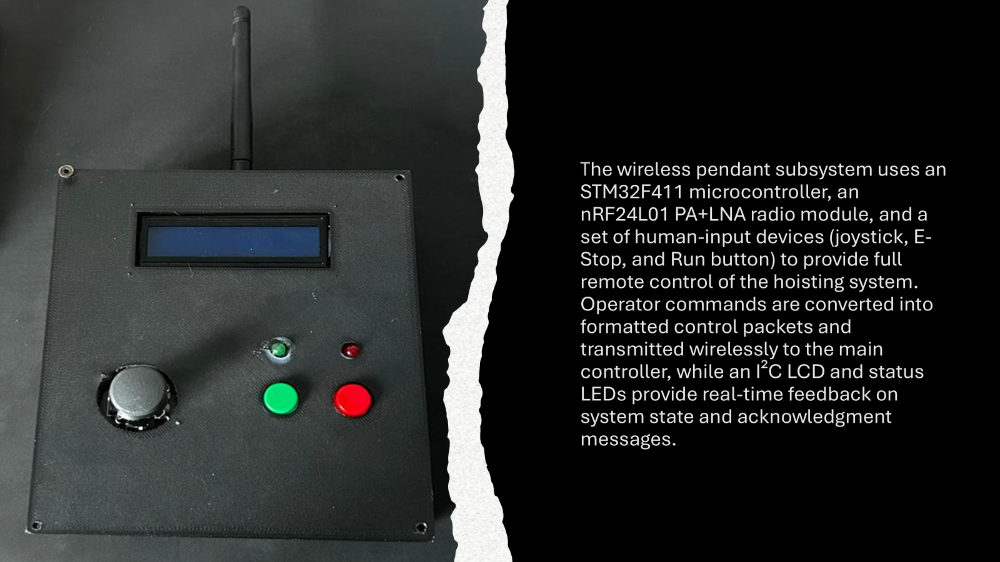 The wireless pendant subsystem uses an
STM32F411 microcontroller, an
nRF24L01 PA+LNA radio module, and a
set of human-input devices (joystick, E-
Stop, and Run button) to provide full
remote control of the hoisting system.
Operator commands are converted into
formatted control packets and
transmitted wirelessly to the main
controller, while an I²C LCD and status
LEDs provide real-time feedback on
system state and acknowledgment
messages.